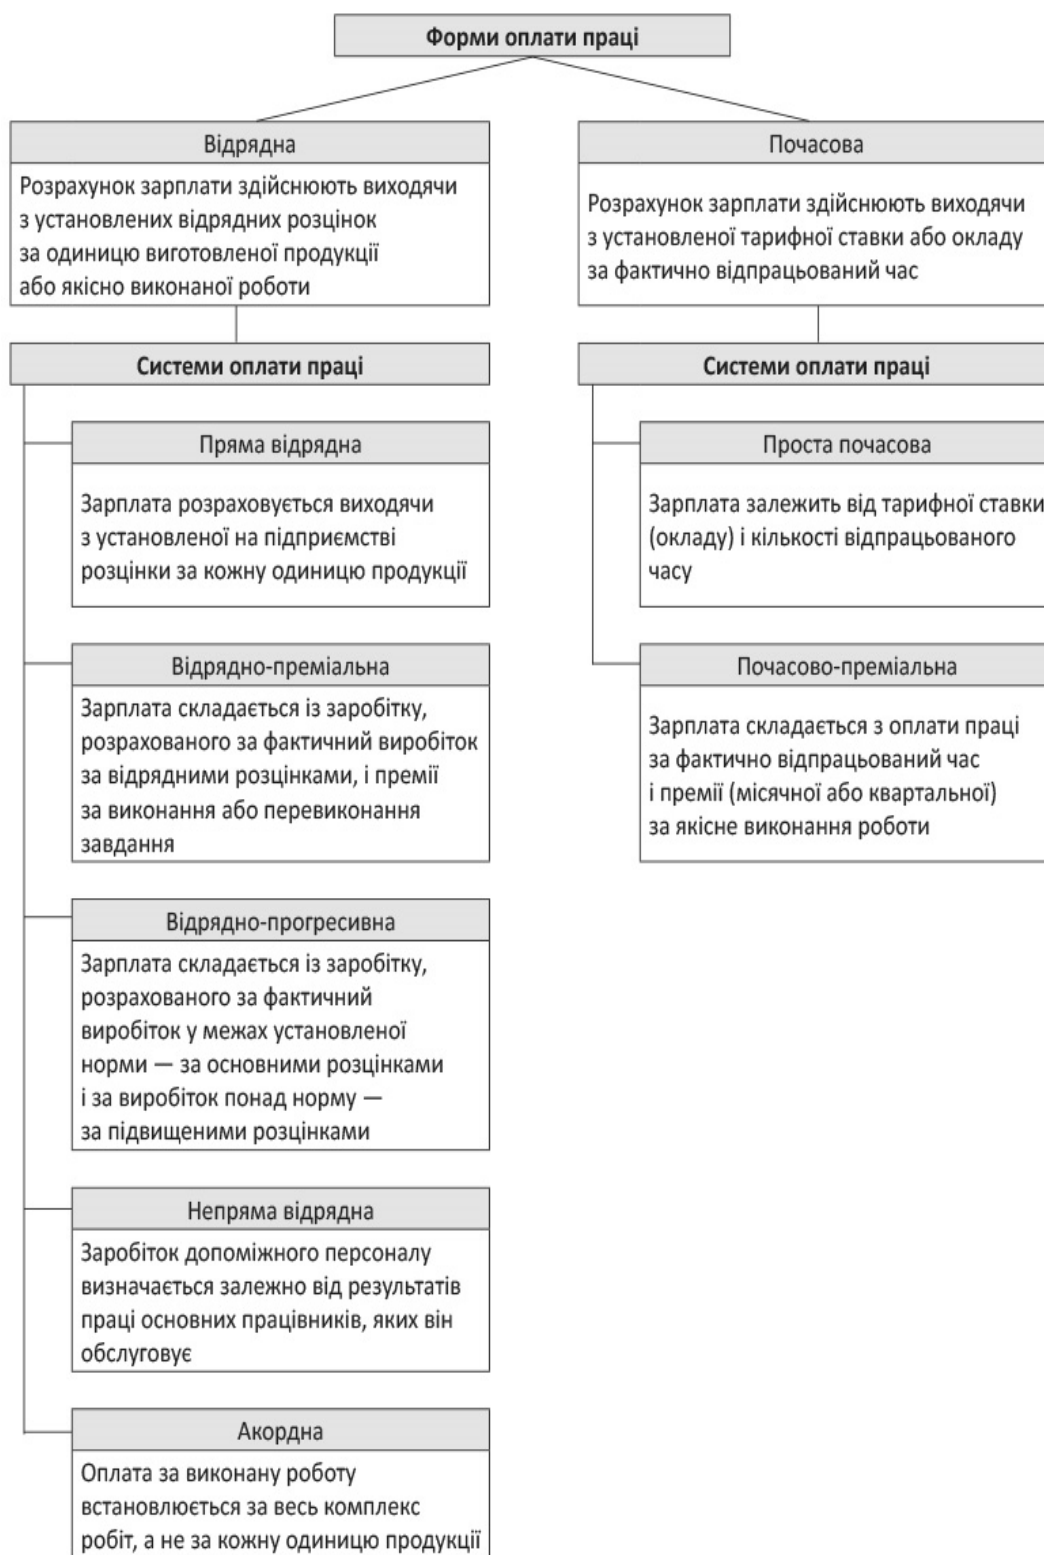 Форми оплати праці
Відрядна
Розрахунок зарплати здійснюють виходячи
з установлених відрядних розцінок
за одиницю виготовленої продукції
або якісно виконаної роботи
Системи оплати праці
Пряма відрядна
Зарплата розраховується виходячи
з установленої на підприємстві
розцінки за кожну одиницю продукції
Відрядно-преміальна
Зарплата складається із заробітку,
розрахованого за фактичний виробіток
за відрядними розцінками, і премії
за виконання або перевиконання
завдання
Відрядно-прогресивна
Зарплата складається із заробітку,
розрахованого за фактичний
виробіток у межах установленої
норми — за основними розцінками
і за виробіток понад норму —
за підвищеними розцінками
Непряма відрядна
Заробіток допоміжного персоналу
визначається залежно від результатів
праці основних працівників, яких він
обслуговує
Акордна
Оплата за виконану роботу
встановлюється за весь комплекс
робіт, а не за кожну одиницю продукції
Почасова
Розрахунок зарплати здійснюють виходячи
з установленої тарифної ставки або окладу
за фактично відпрацьований час
Системи оплати праці
Проста почасова
Зарплата залежить від тарифної ставки
(окладу) і кількості відпрацьованого
часу
Почасово-преміальна
Зарплата складається з оплати праці
за фактично відпрацьований час
і премії (місячної або квартальної)
за якісне виконання роботи